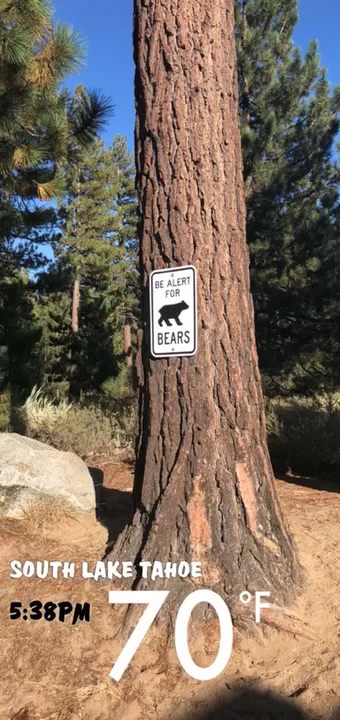 BE ALERT
FOR
BEARS
SOUTH LAKE TAHOE
5:38PM
70°F